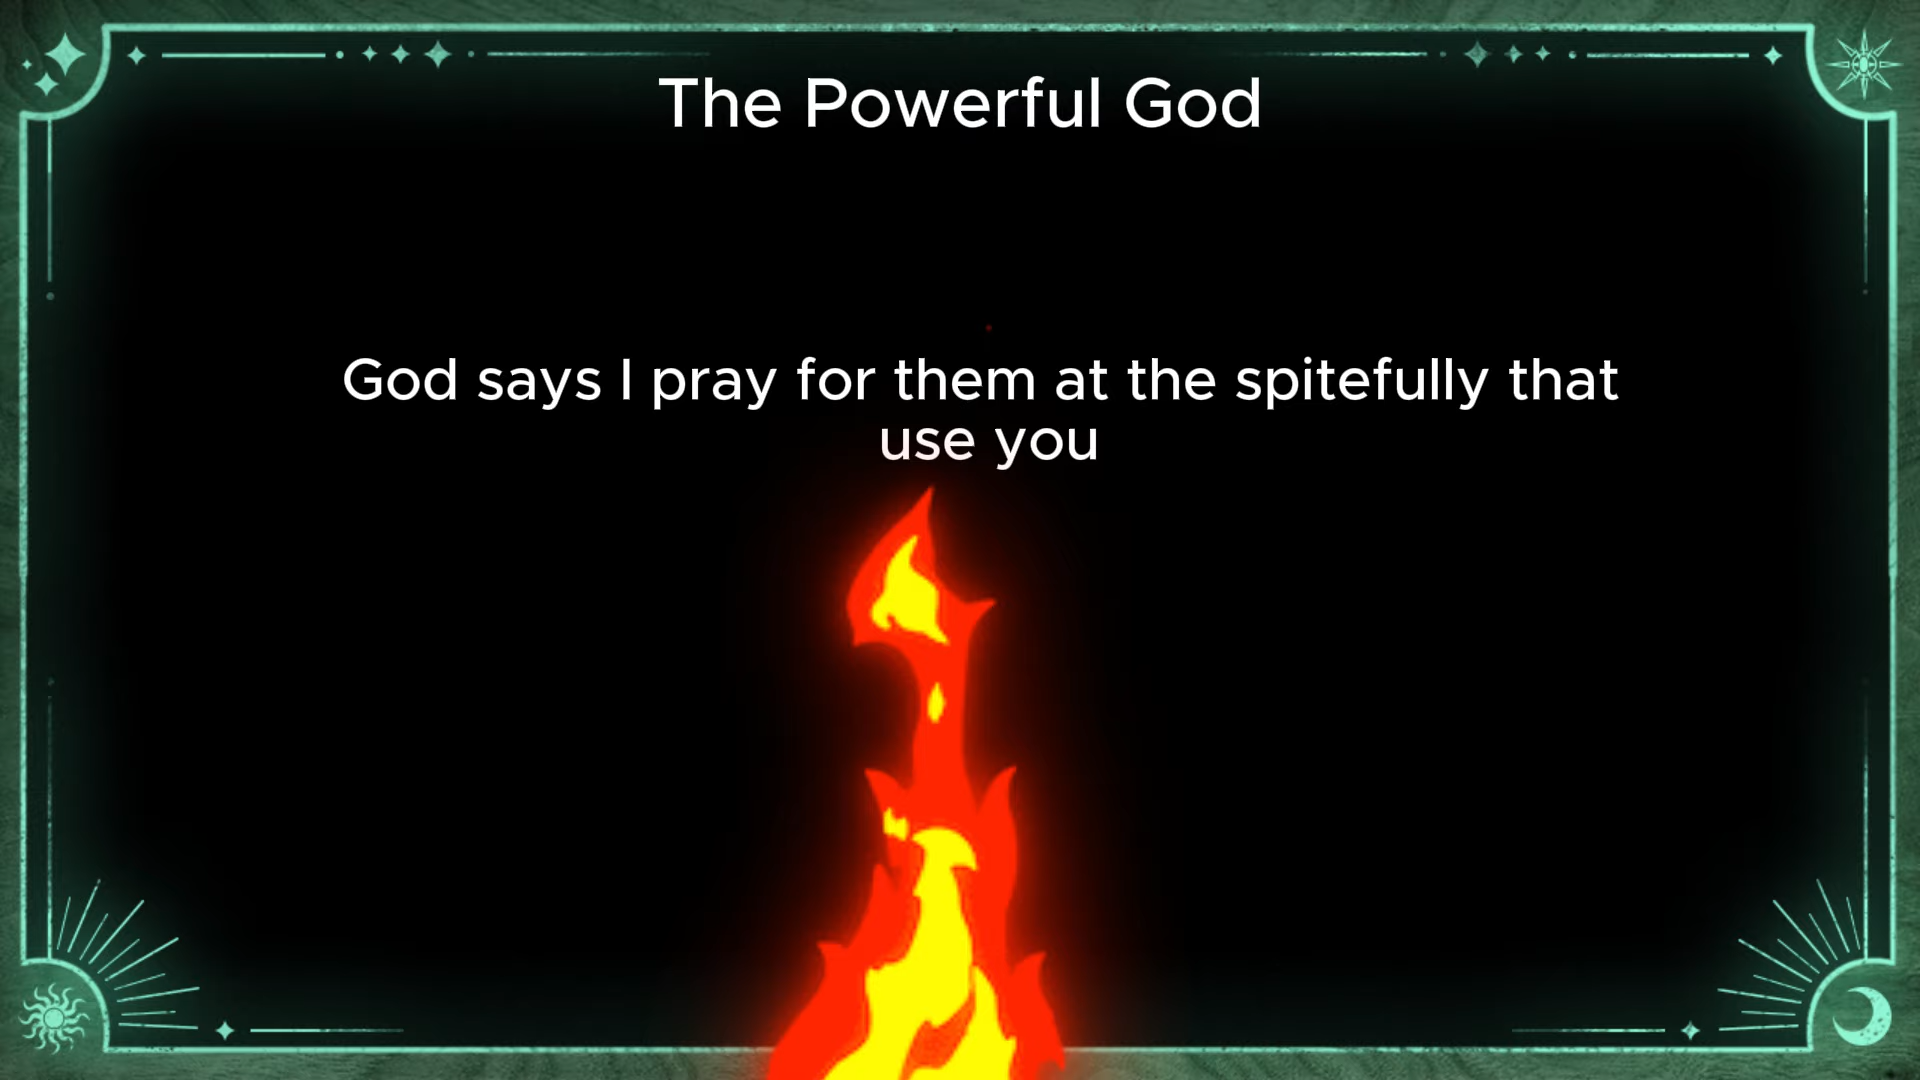 The Powerful God
God says I pray for them at the spitefully that
use you